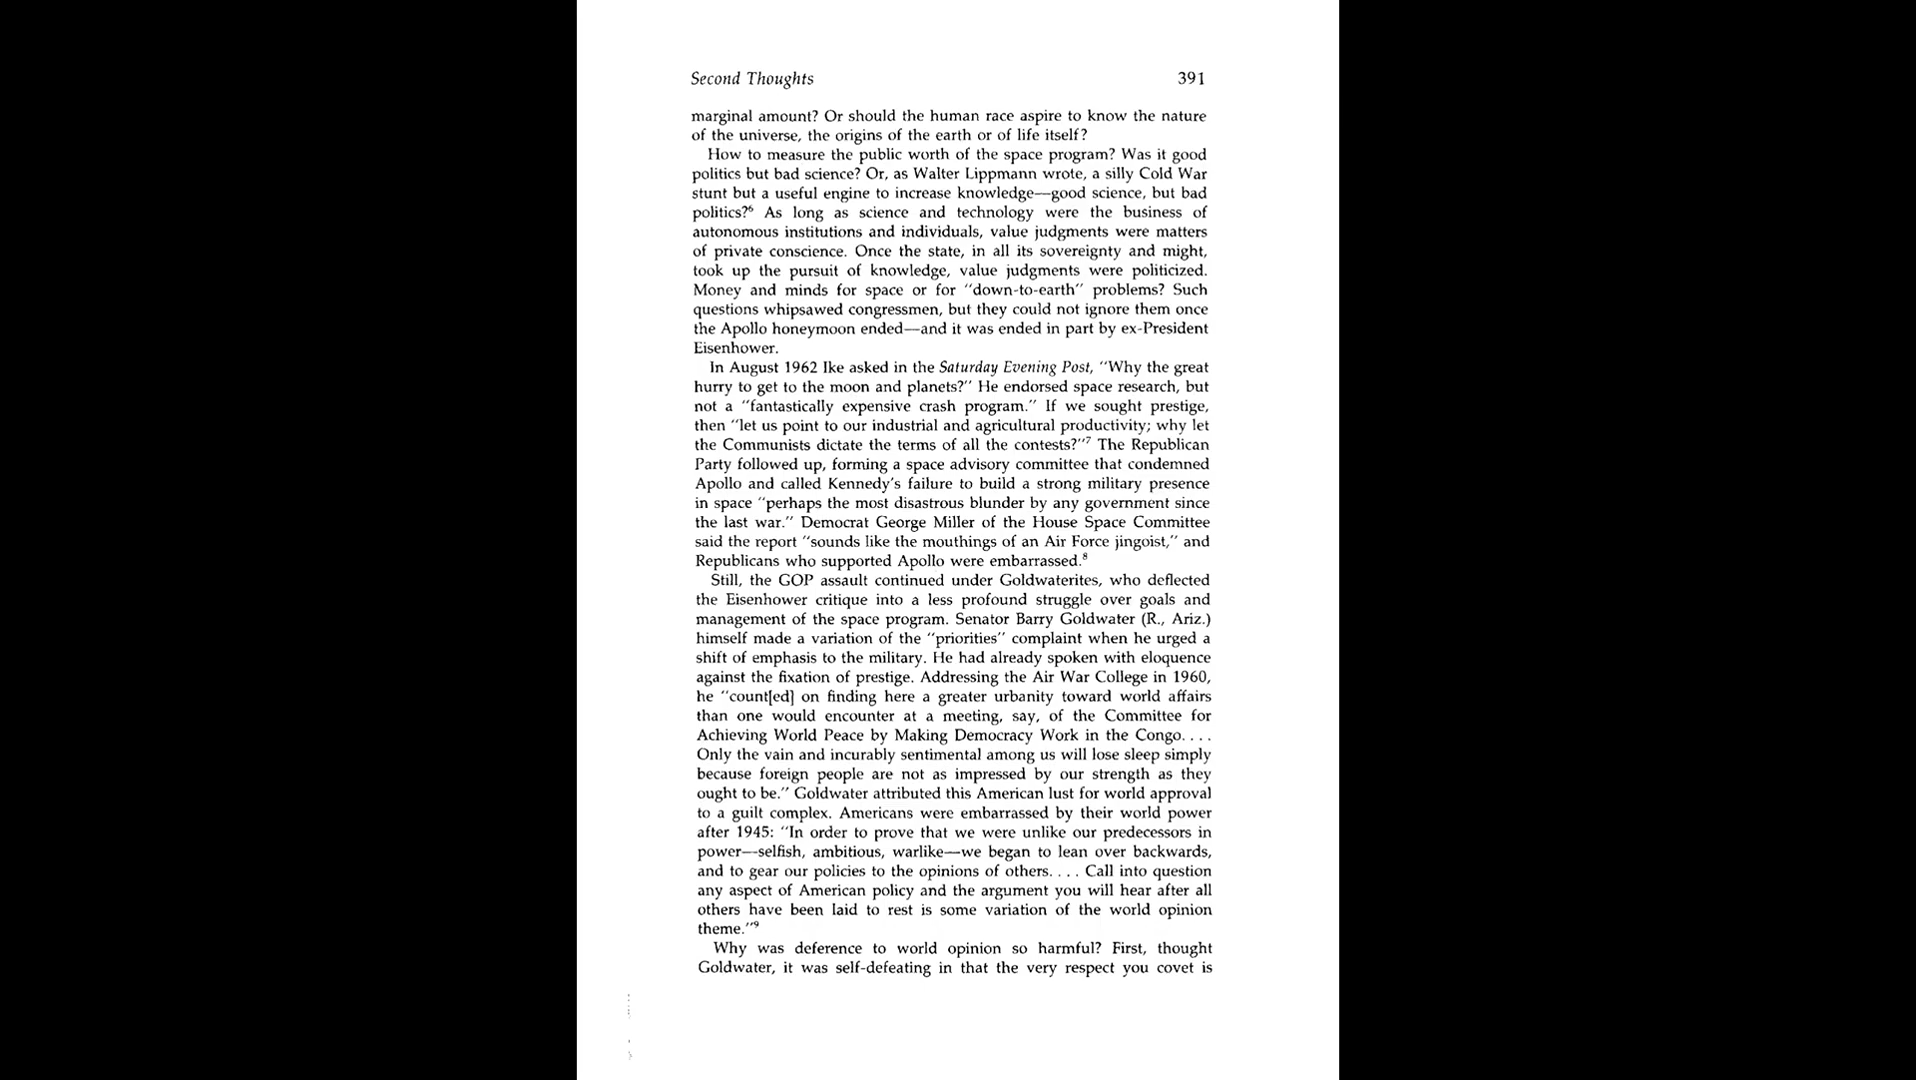 Second Thoughts 391
marginal amount? Or should the human race aspire to know the nature
of the universe, the origins of the earth or of life itself?
How to measure the public worth of the space program? Was it good
politics but bad science? Or, as Walter Lippmann wrote, a silly Cold War
stunt but a useful engine to increase knowledge—good science, but bad
politics?⁶ As long as science and technology were the business of
autonomous institutions and individuals, value judgments were matters
of private conscience. Once the state, in all its sovereignty and might,
took up the pursuit of knowledge, value judgments were politicized.
Money and minds for space or for "down-to-earth" problems? Such
questions whipsawed congressmen, but they could not ignore them once
the Apollo honeymoon ended—and it was ended in part by ex-President
Eisenhower.
In August 1962 Ike asked in the Saturday Evening Post, "Why the great
hurry to get to the moon and planets?" He endorsed space research, but
not a "fantastically expensive crash program." If we sought prestige,
then "let us point to our industrial and agricultural productivity; why let
the Communists dictate the terms of all the contests?"⁷ The Republican
Party followed up, forming a space advisory committee that condemned
Apollo and called Kennedy's failure to build a strong military presence
in space "perhaps the most disastrous blunder by any government since
the last war." Democrat George Miller of the House Space Committee
said the report "sounds like the mouthings of an Air Force jingoist," and
Republicans who supported Apollo were embarrassed.⁸
Still, the GOP assault continued under Goldwaterites, who deflected
the Eisenhower critique into a less profound struggle over goals and
management of the space program. Senator Barry Goldwater (R., Ariz.)
himself made a variation of the "priorities" complaint when he urged a
shift of emphasis to the military. He had already spoken with eloquence
against the fixation of prestige. Addressing the Air War College in 1960,
he "count[ed] on finding here a greater urbanity toward world affairs
than one would encounter at a meeting, say, of the Committee for
Achieving World Peace by Making Democracy Work in the Congo. . . .
Only the vain and incurably sentimental among us will lose sleep simply
because foreign people are not as impressed by our strength as they
ought to be." Goldwater attributed this American lust for world approval
to a guilt complex. Americans were embarrassed by their world power
after 1945: "In order to prove that we were unlike our predecessors in
power—selfish, ambitious, warlike—we began to lean over backwards,
and to gear our policies to the opinions of others. . . . Call into question
any aspect of American policy and the argument you will hear after all
others have been laid to rest is some variation of the world opinion
theme."⁹
Why was deference to world opinion so harmful? First, thought
Goldwater, it was self-defeating in that the very respect you covet is